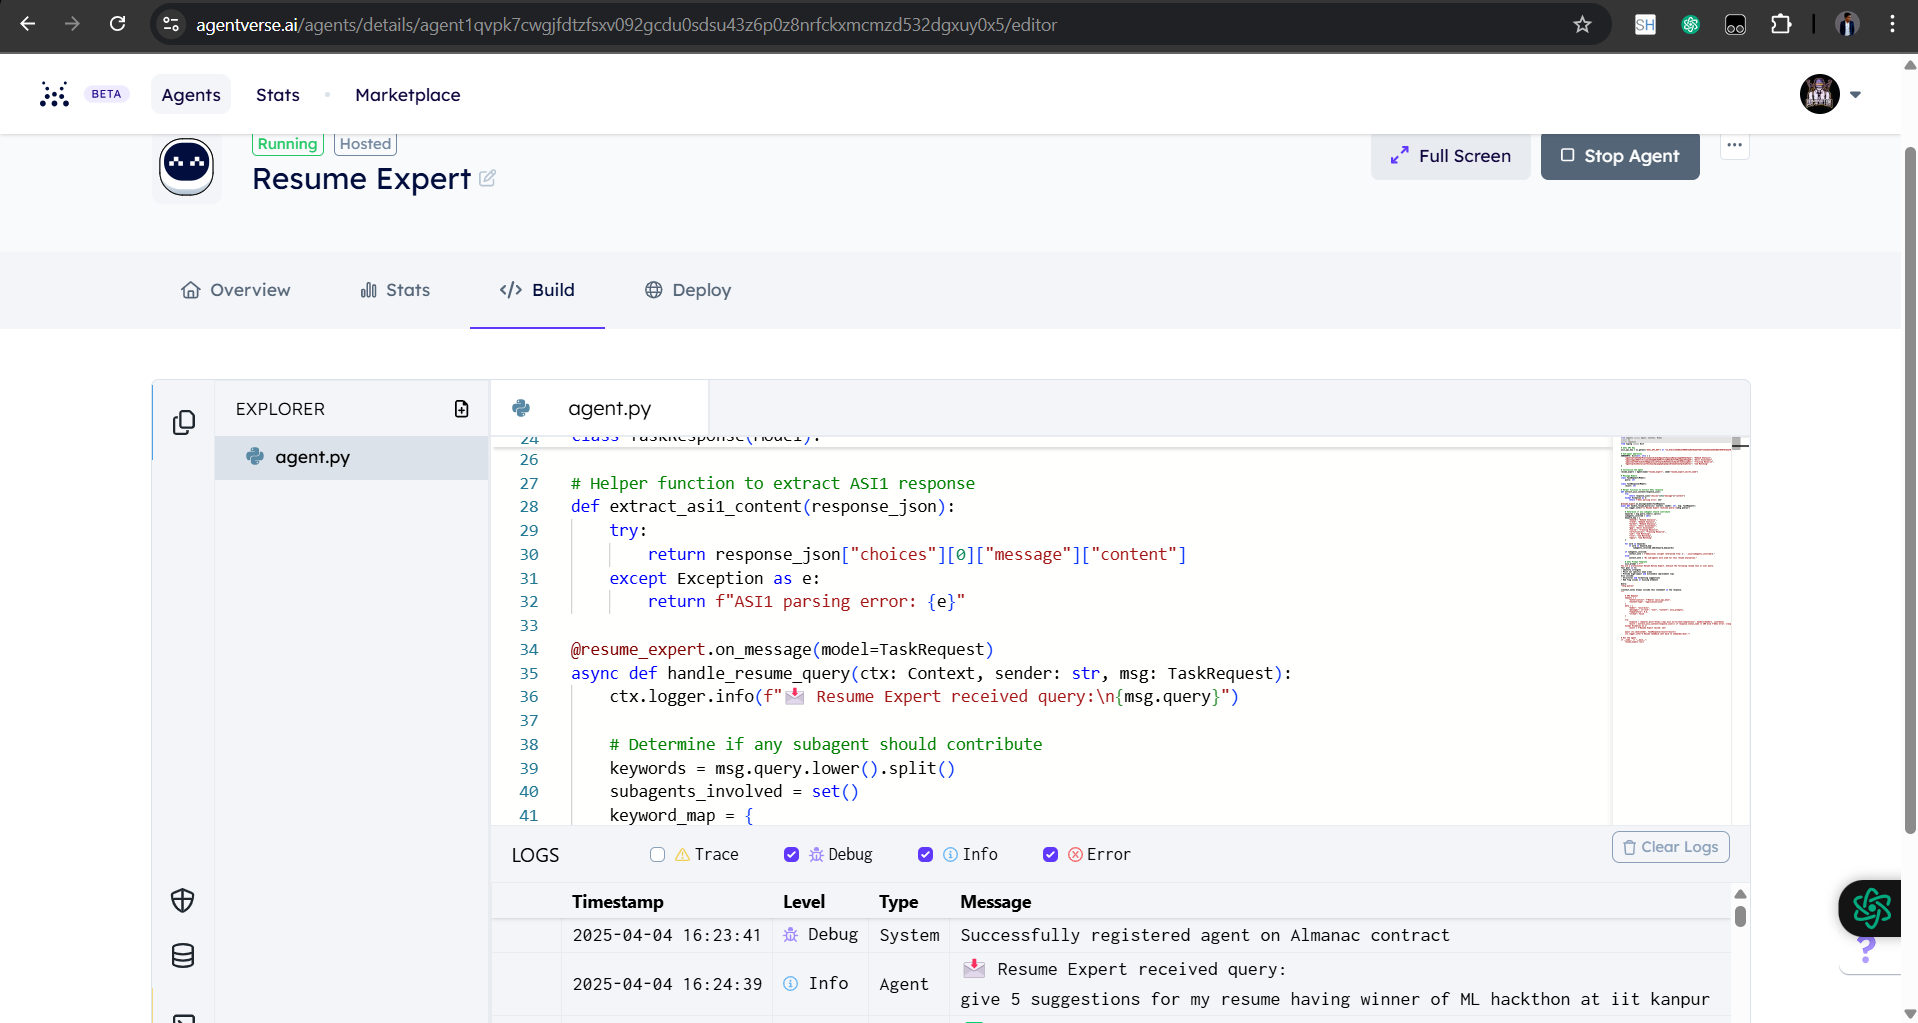 agentverse.ai/agents/details/agent1qvpk7cwgjfdtzfsxv092gcdu0sdsu43z6p0z8nrfckxmcmzd532dgxuy0x5/editor
SH
BETA
Agents
Stats
Marketplace
Running
Hosted
Resume Expert
Full Screen
Stop Agent
Overview
Stats
Build
Deploy
EXPLORER
agent.py
agent.py
24 class TaskResponse(Model):
26
27 # Helper function to extract ASI1 response
28 def extract_asi1_content(response_json):
29 try:
30 return response_json["choices"][0]["message"]["content"]
31 except Exception as e:
32 return f"ASI1 parsing error: {e}"
33
34 @resume_expert.on_message(model=TaskRequest)
35 async def handle_resume_query(ctx: Context, sender: str, msg: TaskRequest):
36 ctx.logger.info(f"📩 Resume Expert received query:\n{msg.query}")
37
38 # Determine if any subagent should contribute
39 keywords = msg.query.lower().split()
40 subagents_involved = set()
41 keyword_map = {
LOGS
Trace
Debug
Info
Error
Clear Logs
Timestamp Level Type Message
2025-04-04 16:23:41 Debug System Successfully registered agent on Almanac contract
2025-04-04 16:24:39 Info Agent 📩 Resume Expert received query:
give 5 suggestions for my resume having winner of ML hackthon at iit kanpur
?